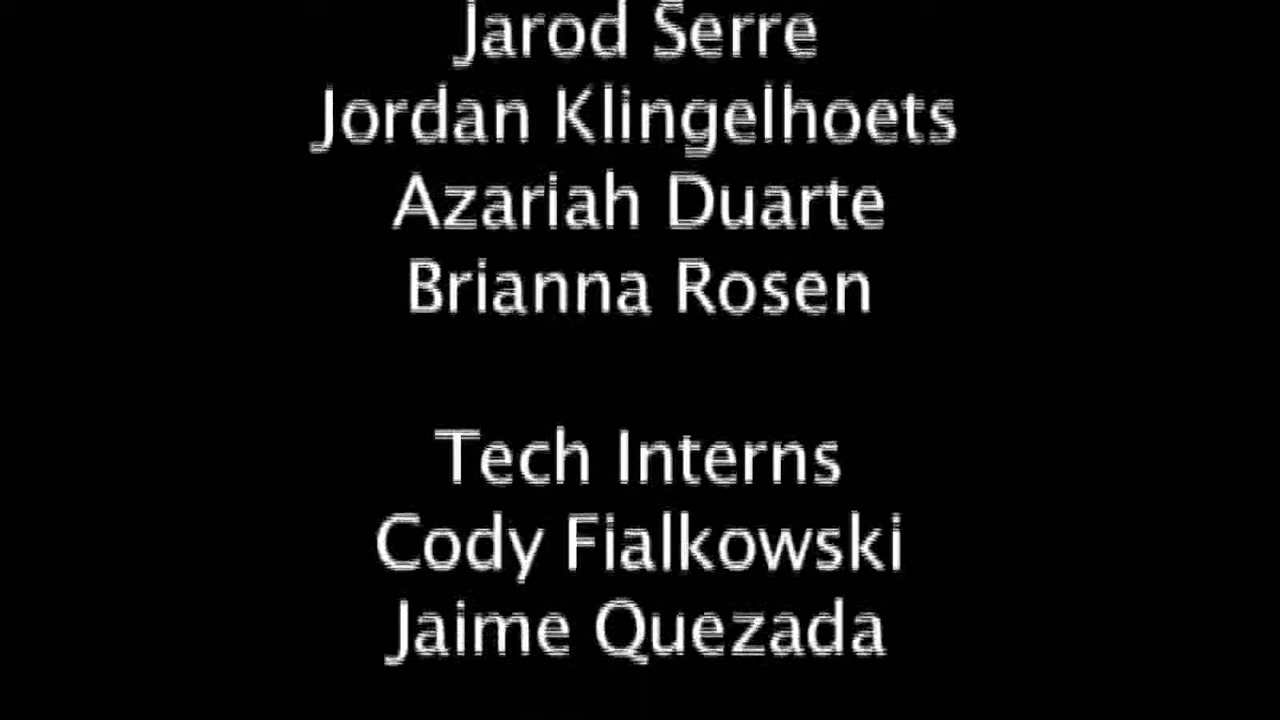 Jarod Serre
Jordan Klingelhoets
Azariah Duarte
Brianna Rosen
Tech Interns
Cody Fialkowski
Jaime Quezada